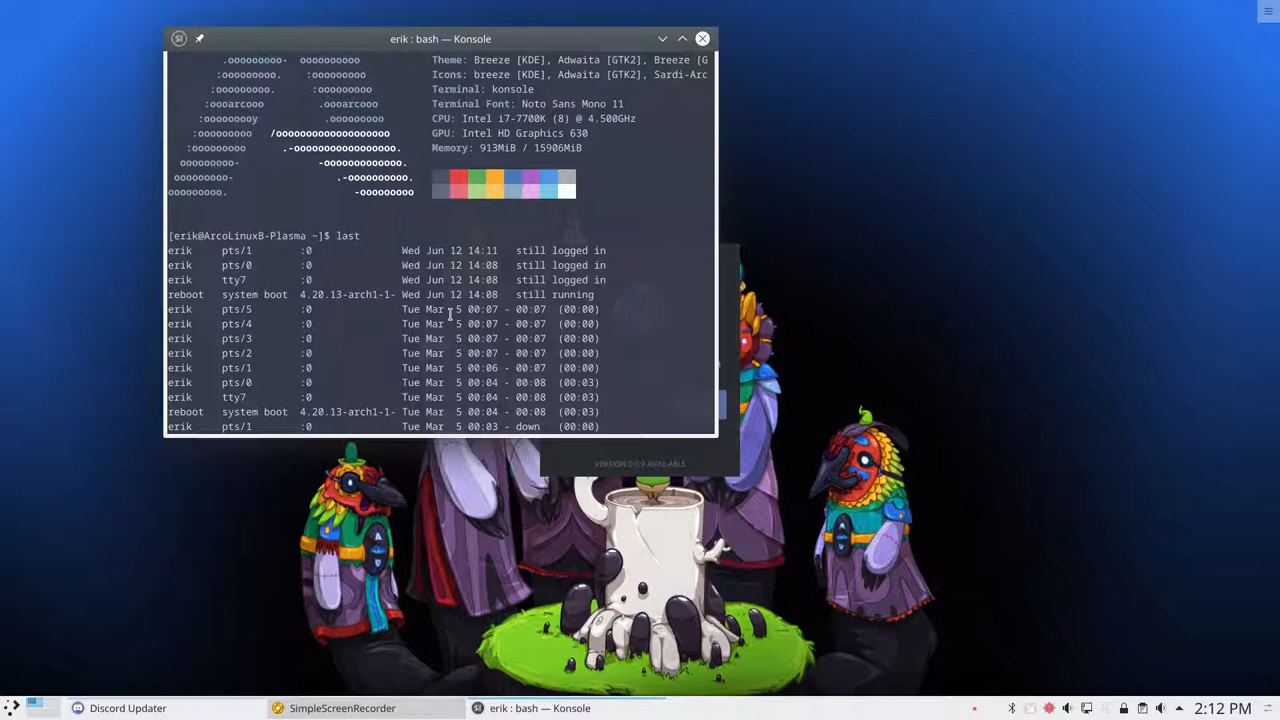 erik : bash — Konsole
.ooooooooo-  oooooooooo
Theme: Breeze [KDE], Adwaita [GTK2], Breeze [G
Icons: breeze [KDE], Adwaita [GTK2], Sardi-Arc
Terminal: konsole
:oooarcooo .oooarcooo
Terminal Font: Noto Sans Mono 11
CPU: Intel i7-7700K (8) @ 4.500GHz
GPU: Intel HD Graphics 630
Memory: 913MiB / 15906MiB
[erik@ArcoLinuxB-Plasma ~]$ last
erik pts/1 :0 Wed Jun 12 14:11 still logged in
erik pts/0 :0 Wed Jun 12 14:08 still logged in
erik tty7 :0 Wed Jun 12 14:08 still logged in
reboot system boot 4.20.13-arch1-1- Wed Jun 12 14:08 still running
erik pts/5 :0 Tue Mar 5 00:07 - 00:07 (00:00)
erik pts/4 :0 Tue Mar 5 00:07 - 00:07 (00:00)
erik pts/3 :0 Tue Mar 5 00:07 - 00:07 (00:00)
erik pts/2 :0 Tue Mar 5 00:07 - 00:07 (00:00)
erik pts/1 :0 Tue Mar 5 00:06 - 00:07 (00:00)
erik pts/0 :0 Tue Mar 5 00:04 - 00:08 (00:03)
erik tty7 :0 Tue Mar 5 00:04 - 00:08 (00:03)
reboot system boot 4.20.13-arch1-1- Tue Mar 5 00:04 - 00:08 (00:03)
erik pts/1 :0 Tue Mar 5 00:03 - down (00:00)
VERSION 0.0.9 AVAILABLE
Discord Updater
SimpleScreenRecorder
erik : bash — Konsole
2:12 PM